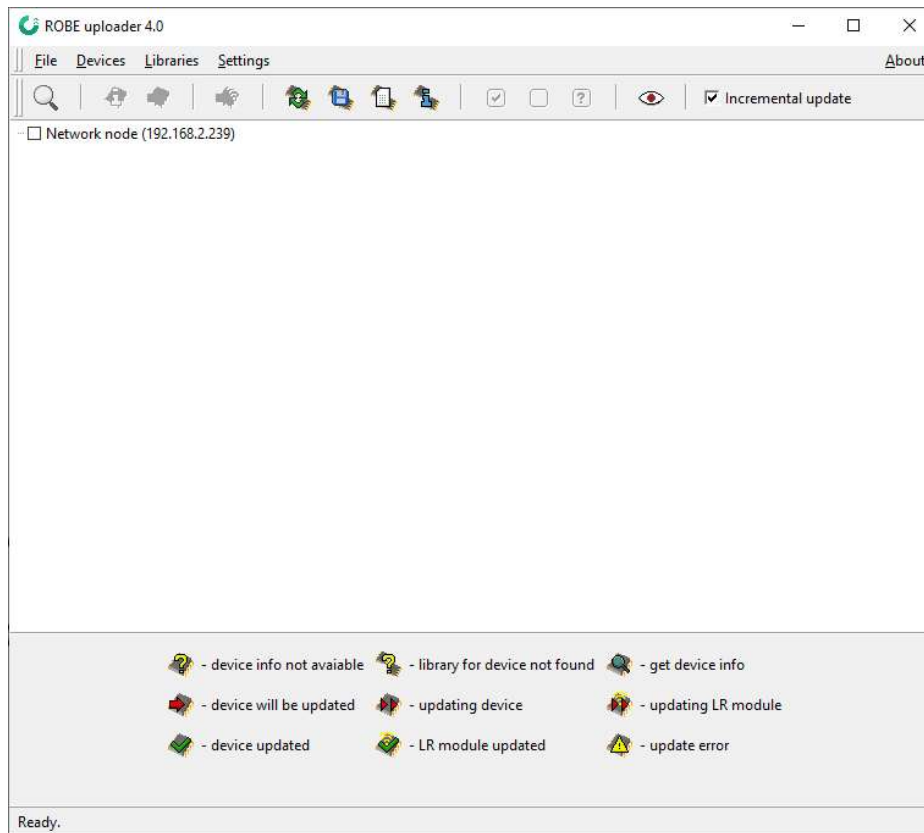 ROBE uploader 4.0
File Devices Libraries Settings About
Incremental update
Network node (192.168.2.239)
- device info not avaiable - library for device not found - get device info
- device will be updated - updating device - updating LR module
- device updated - LR module updated - update error
Ready.